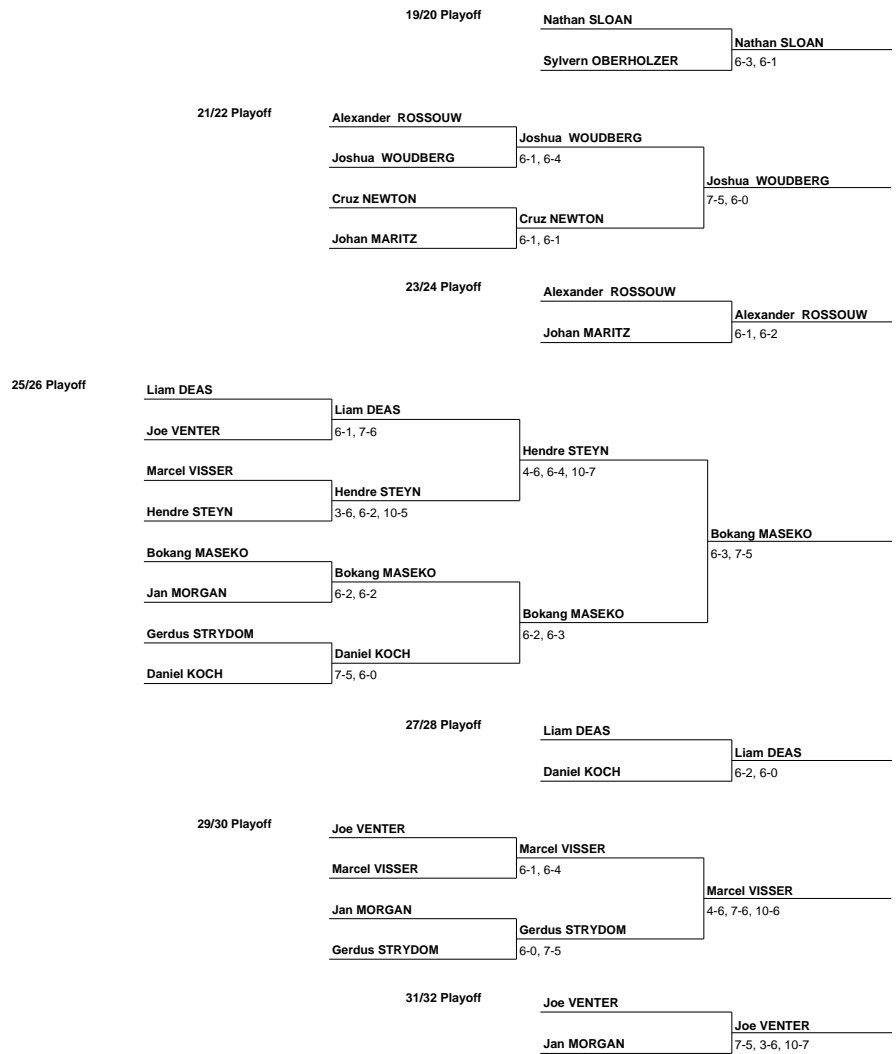 19/20 Playoff
Nathan SLOAN
Nathan SLOAN
Sylvern OBERHOLZER
6-3, 6-1
21/22 Playoff
Alexander ROSSOUW
Joshua WOUDBERG
Joshua WOUDBERG
6-1, 6-4
Joshua WOUDBERG
7-5, 6-0
Cruz NEWTON
Cruz NEWTON
Johan MARITZ
6-1, 6-1
23/24 Playoff
Alexander ROSSOUW
Alexander ROSSOUW
Johan MARITZ
6-1, 6-2
25/26 Playoff
Liam DEAS
Liam DEAS
Joe VENTER
6-1, 7-6
Hendre STEYN
4-6, 6-4, 10-7
Marcel VISSER
Hendre STEYN
Hendre STEYN
3-6, 6-2, 10-5
Bokang MASEKO
6-3, 7-5
Bokang MASEKO
Bokang MASEKO
Jan MORGAN
6-2, 6-2
Bokang MASEKO
6-2, 6-3
Gerdus STRYDOM
Daniel KOCH
Daniel KOCH
7-5, 6-0
27/28 Playoff
Liam DEAS
Liam DEAS
Daniel KOCH
6-2, 6-0
29/30 Playoff
Joe VENTER
Marcel VISSER
Marcel VISSER
6-1, 6-4
Marcel VISSER
4-6, 7-6, 10-6
Jan MORGAN
Gerdus STRYDOM
Gerdus STRYDOM
6-0, 7-5
31/32 Playoff
Joe VENTER
Joe VENTER
Jan MORGAN
7-5, 3-6, 10-7